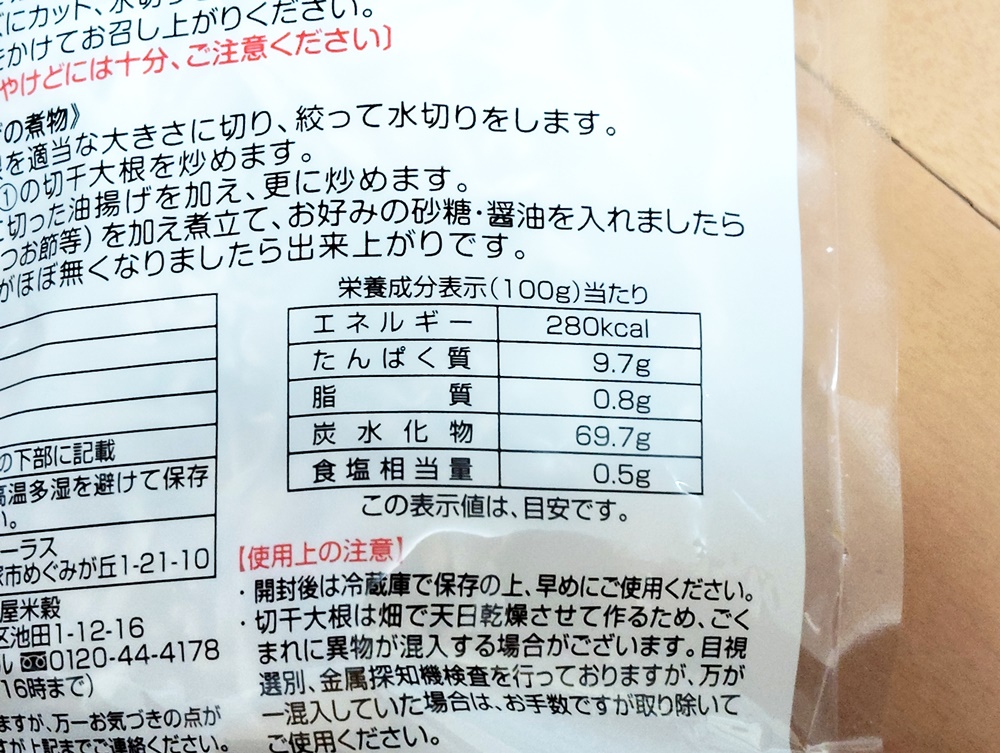 にカット、水切り
をかけてお召し上がりください。
やけどには十分、ご注意ください〕
の煮物》
を適当な大きさに切り、絞って水切りをします。
①の切干大根を炒めます。
に切った油揚げを加え、更に炒めます。
つお節等)を加え煮立て、お好みの砂糖・醤油を入れましたら
がほぼ無くなりましたら出来上がりです。
栄養成分表示(100g)当たり
エネルギー 280kcal
たんぱく質 9.7g
脂質 0.8g
炭水化物 69.7g
食塩相当量 0.5g
この表示値は、目安です。
の下部に記載
高温多湿を避けて保存
い。
ーラス
市めぐみが丘1-21-10
屋米穀
区池田1-12-16
ル 0120-44-4178
16時まで)
ますが、万一お気づきの点が
すが上記までご連絡ください。
【使用上の注意】
・開封後は冷蔵庫で保存の上、早めにご使用ください。
・切干大根は畑で天日乾燥させて作るため、ごく
まれに異物が混入する場合がございます。目視
選別、金属探知機検査を行っておりますが、万が
一混入していた場合は、お手数ですが取り除いて
ご使用ください。